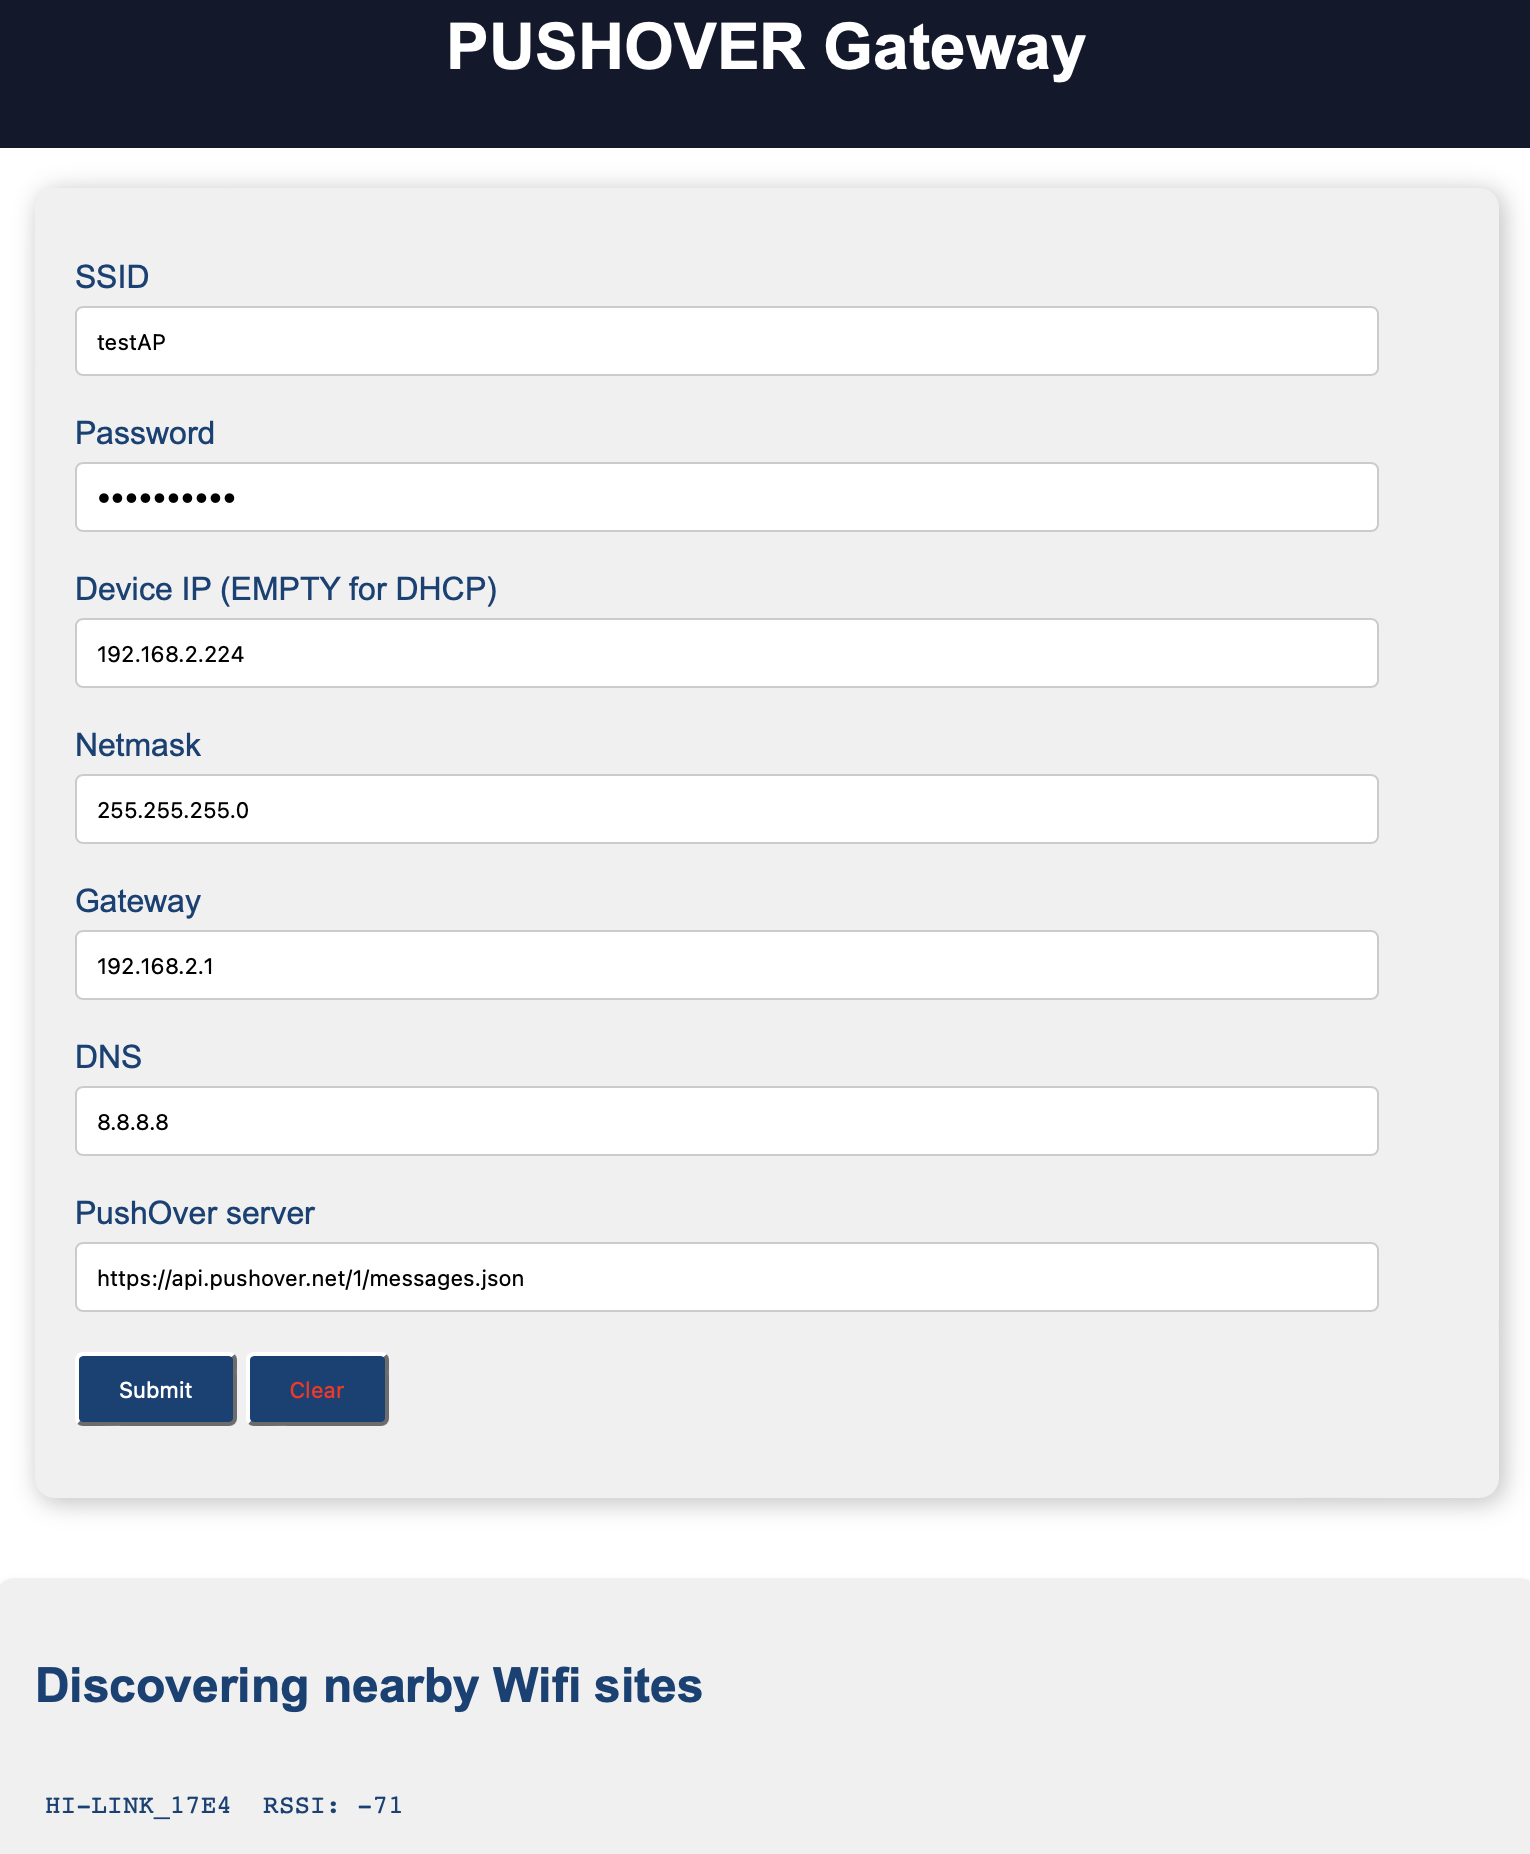 PUSHOVER Gateway
SSID
testAP
Password
••••••••••
Device IP (EMPTY for DHCP)
192.168.2.224
Netmask
255.255.255.0
Gateway
192.168.2.1
DNS
8.8.8.8
PushOver server
https://api.pushover.net/1/messages.json
Submit Clear
Discovering nearby Wifi sites
HI-LINK_17E4  RSSI: -71